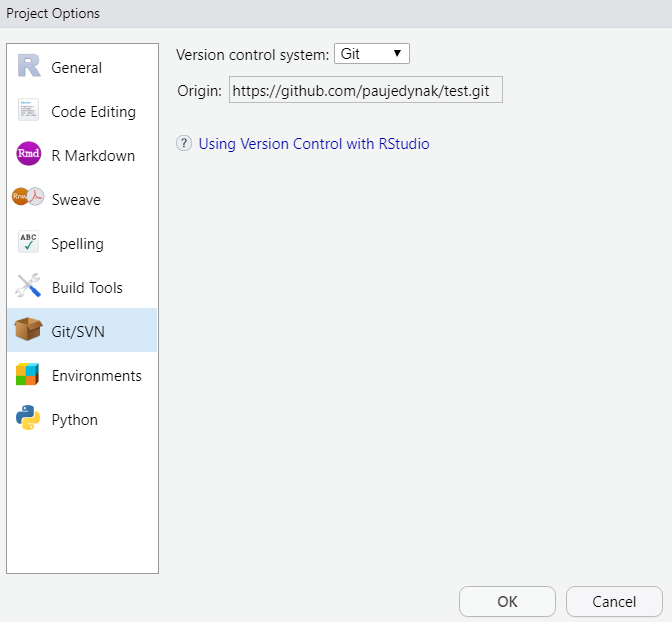 Project Options
General
Code Editing
Rmd R Markdown
Sweave
ABC Spelling
Build Tools
Git/SVN
Environments
Python
Version control system: Git
Origin: https://github.com/paujedynak/test.git
? Using Version Control with RStudio
OK Cancel